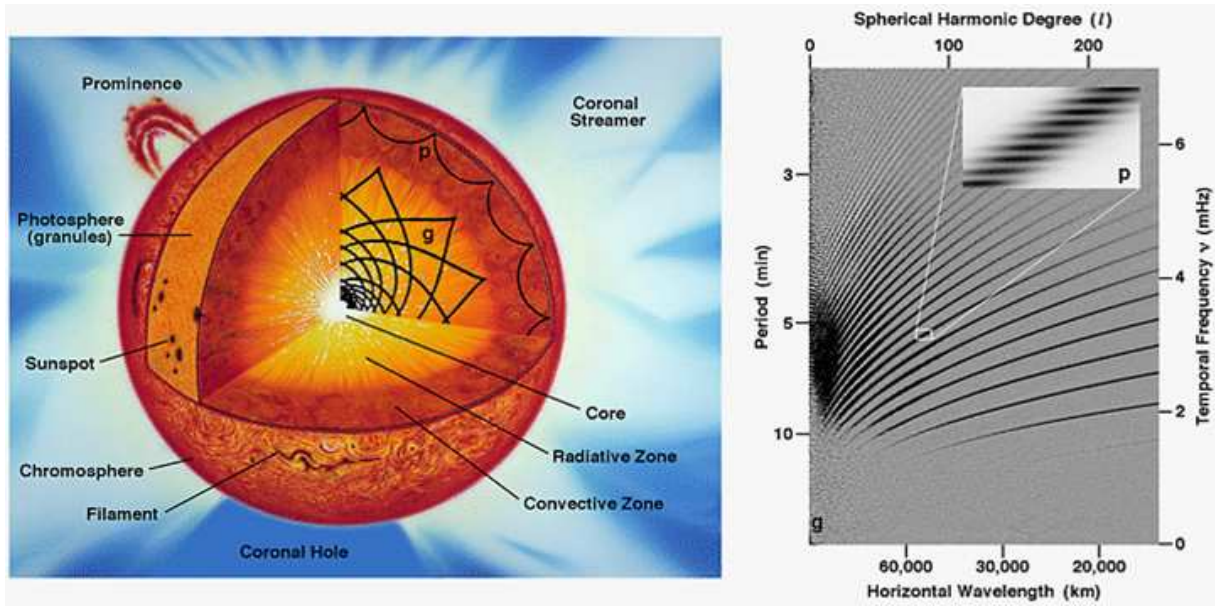 Prominence
Coronal
Streamer
p
Photosphere
(granules)
g
Sunspot
Core
Radiative Zone
Chromosphere
Convective Zone
Filament
Coronal Hole
Spherical Harmonic Degree (l)
0 110 200
p
6
3
Period (min)
Temporal Frequency ν (mHz)
4
5
2
10
g
0
60,000 30,000 20,000
Horizontal Wavelength (km)